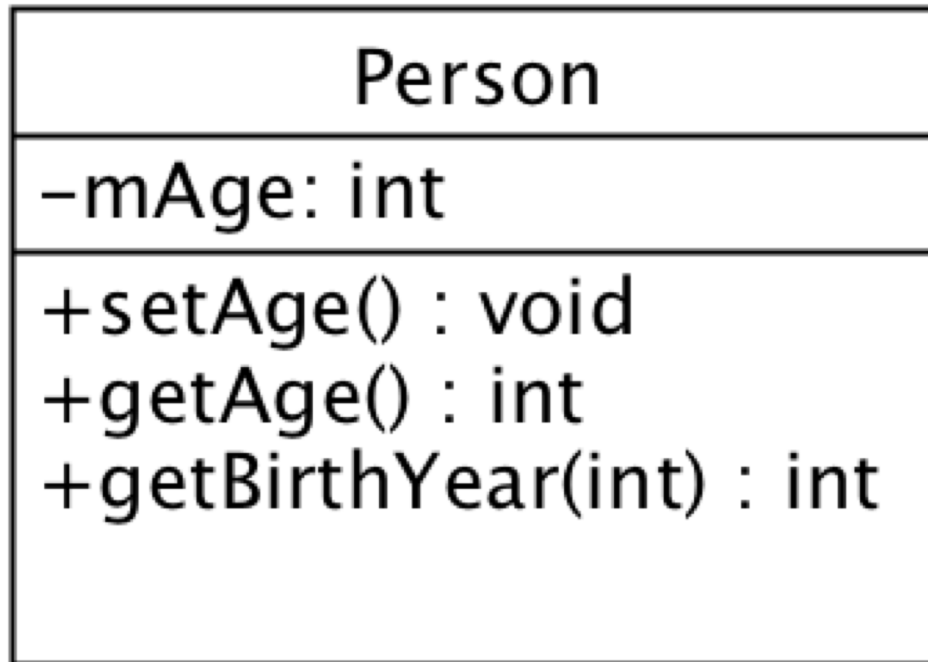 Person
-mAge: int
+setAge() : void
+getAge() : int
+getBirthYear(int) : int